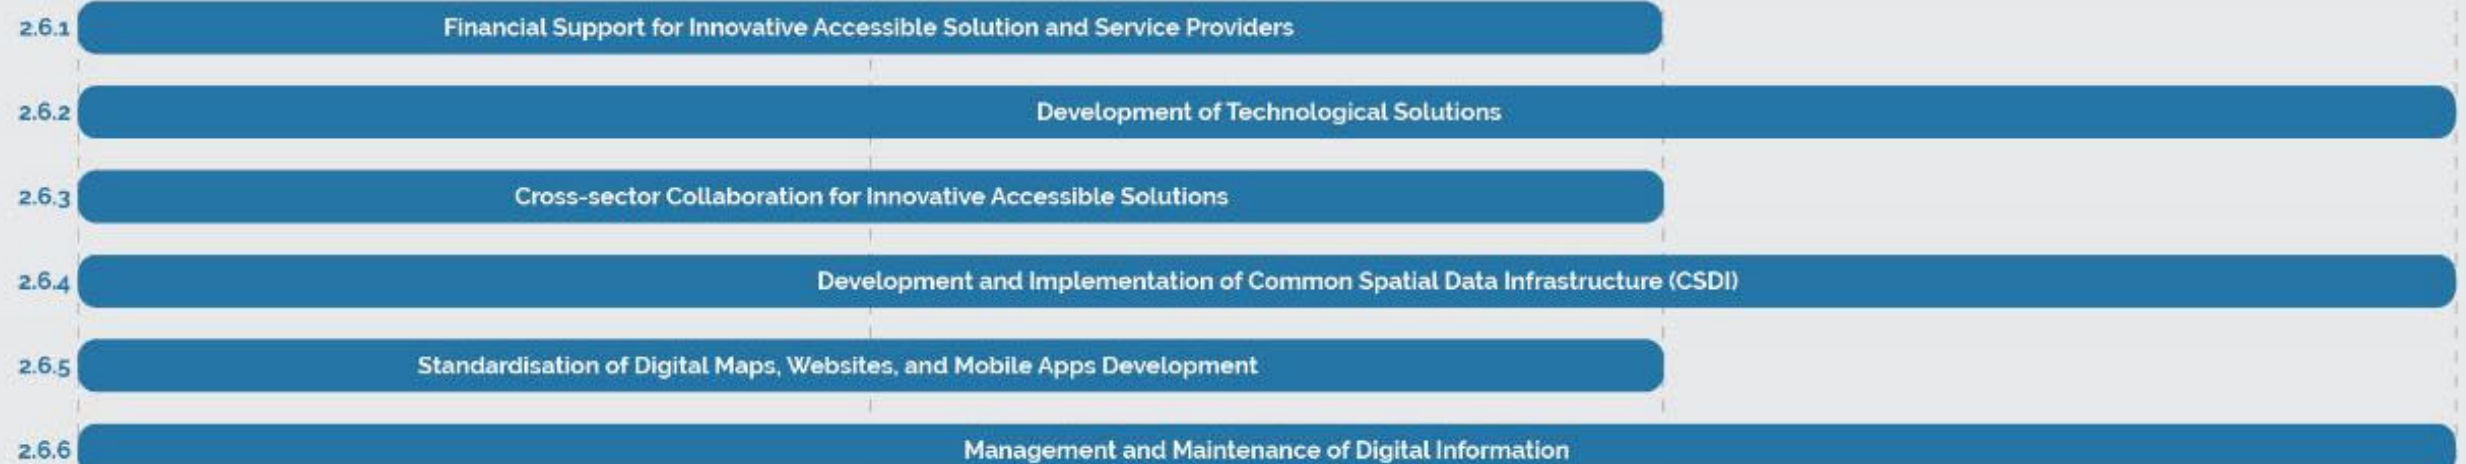 2.6.1 Financial Support for Innovative Accessible Solution and Service Providers
2.6.2 Development of Technological Solutions
2.6.3 Cross-sector Collaboration for Innovative Accessible Solutions
2.6.4 Development and Implementation of Common Spatial Data Infrastructure (CSDI)
2.6.5 Standardisation of Digital Maps, Websites, and Mobile Apps Development
2.6.6 Management and Maintenance of Digital Information